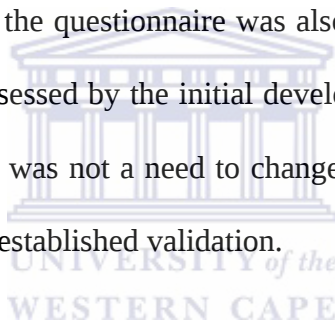 the questionnaire was also
sessed by the initial devel
was not a need to change
established validation.
UNIVERSITY of the
WESTERN CAPE